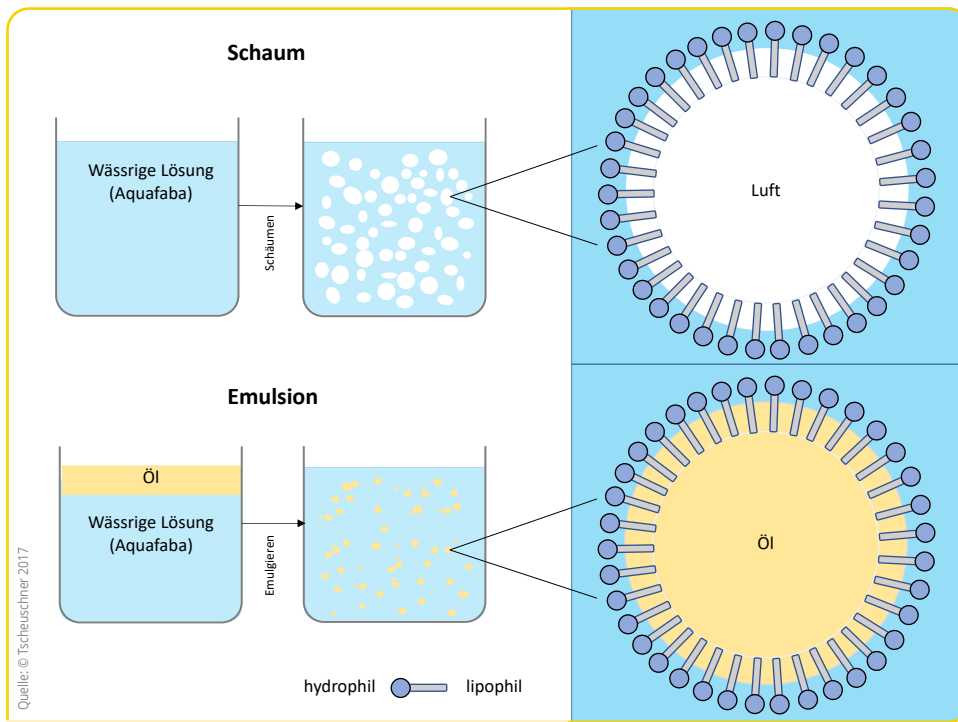 Schaum
Wässrige Lösung
(Aquafaba)
Schäumen
Luft
Emulsion
Öl
Wässrige Lösung
(Aquafaba)
Emulgieren
Öl
hydrophil
lipophil
Quelle: © Tscheuschner 2017